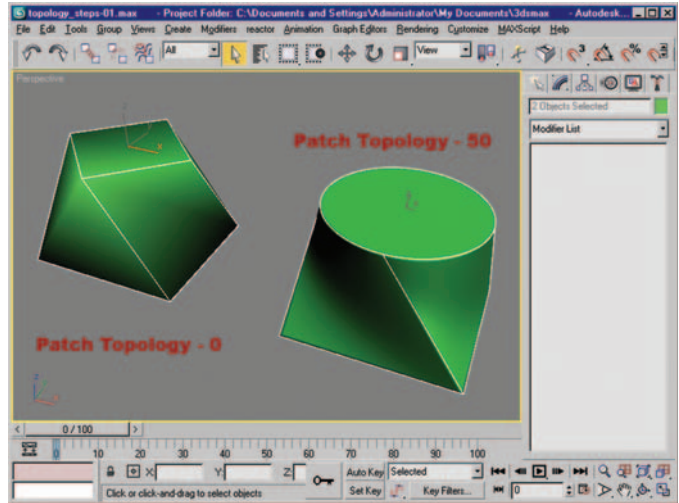 topology_steps-01.max - Project Folder: C:\Documents and Settings\Administrator\My Documents\3dsmax - Autodesk...
File Edit Tools Group Views Create Modifiers reactor Animation Graph Editors Rendering Customize MAXScript Help
All View
Perspective
2 Objects Selected
Modifier List
Patch Topology - 50
Patch Topology - 0
0 / 100
0 10 20 30 40 50 60 70 80 90 100
X: Y: Z: Auto Key Selected
Click or click-and-drag to select objects Set Key Key Filters... 0